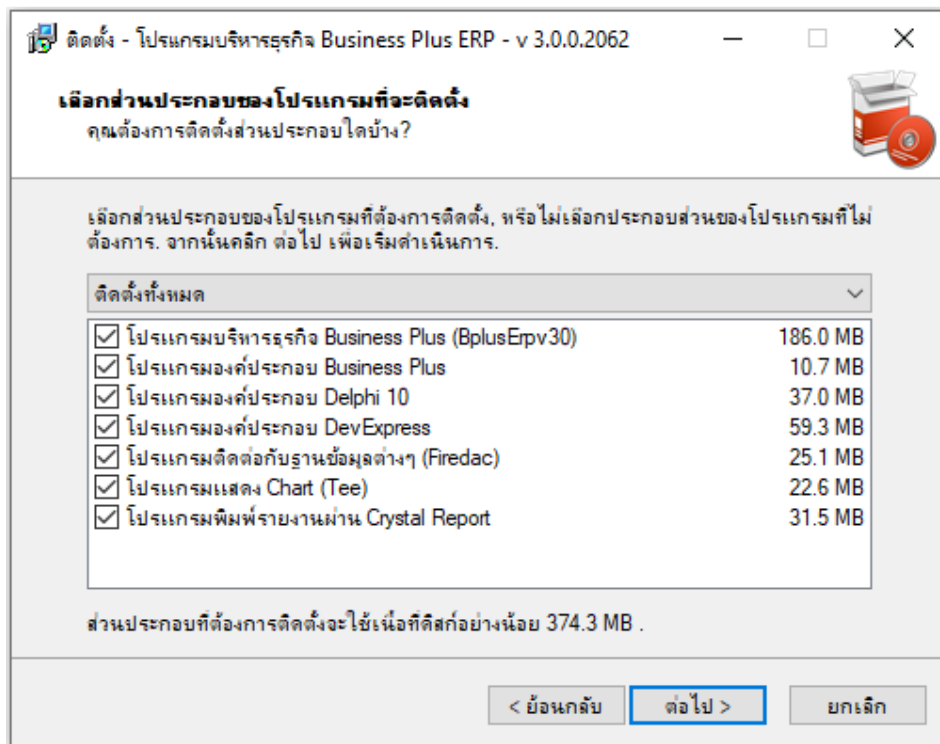 ติดตั้ง - โปรแกรมบริหารธุรกิจ Business Plus ERP - v 3.0.0.2062
เลือกส่วนประกอบของโปรแกรมที่จะติดตั้ง
คุณต้องการติดตั้งส่วนประกอบใดบ้าง?
เลือกส่วนประกอบของโปรแกรมที่ต้องการติดตั้ง, หรือไม่เลือกประกอบส่วนของโปรแกรมที่ไม่
ต้องการ. จากนั้นคลิก ต่อไป เพื่อเริ่มดำเนินการ.
ติดตั้งทั้งหมด
โปรแกรมบริหารธุรกิจ Business Plus (BplusErpv30) 186.0 MB
โปรแกรมองค์ประกอบ Business Plus 10.7 MB
โปรแกรมองค์ประกอบ Delphi 10 37.0 MB
โปรแกรมองค์ประกอบ DevExpress 59.3 MB
โปรแกรมติดต่อกับฐานข้อมูลต่างๆ (Firedac) 25.1 MB
โปรแกรมแสดง Chart (Tee) 22.6 MB
โปรแกรมพิมพ์รายงานผ่าน Crystal Report 31.5 MB
ส่วนประกอบที่ต้องการติดตั้งจะใช้เนื้อที่ดิสก์อย่างน้อย 374.3 MB .
< ย้อนกลับ ต่อไป > ยกเลิก